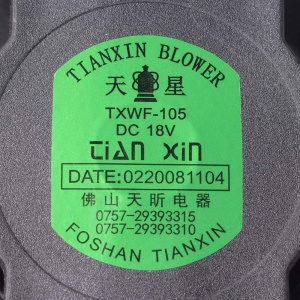 TIANXIN BLOWER
天 星
TXWF-105
DC 18V
TiAN Xin
DATE:0220081104
佛山天昕电器
0757-29393315
0757-29393310
FOSHAN TIANXIN